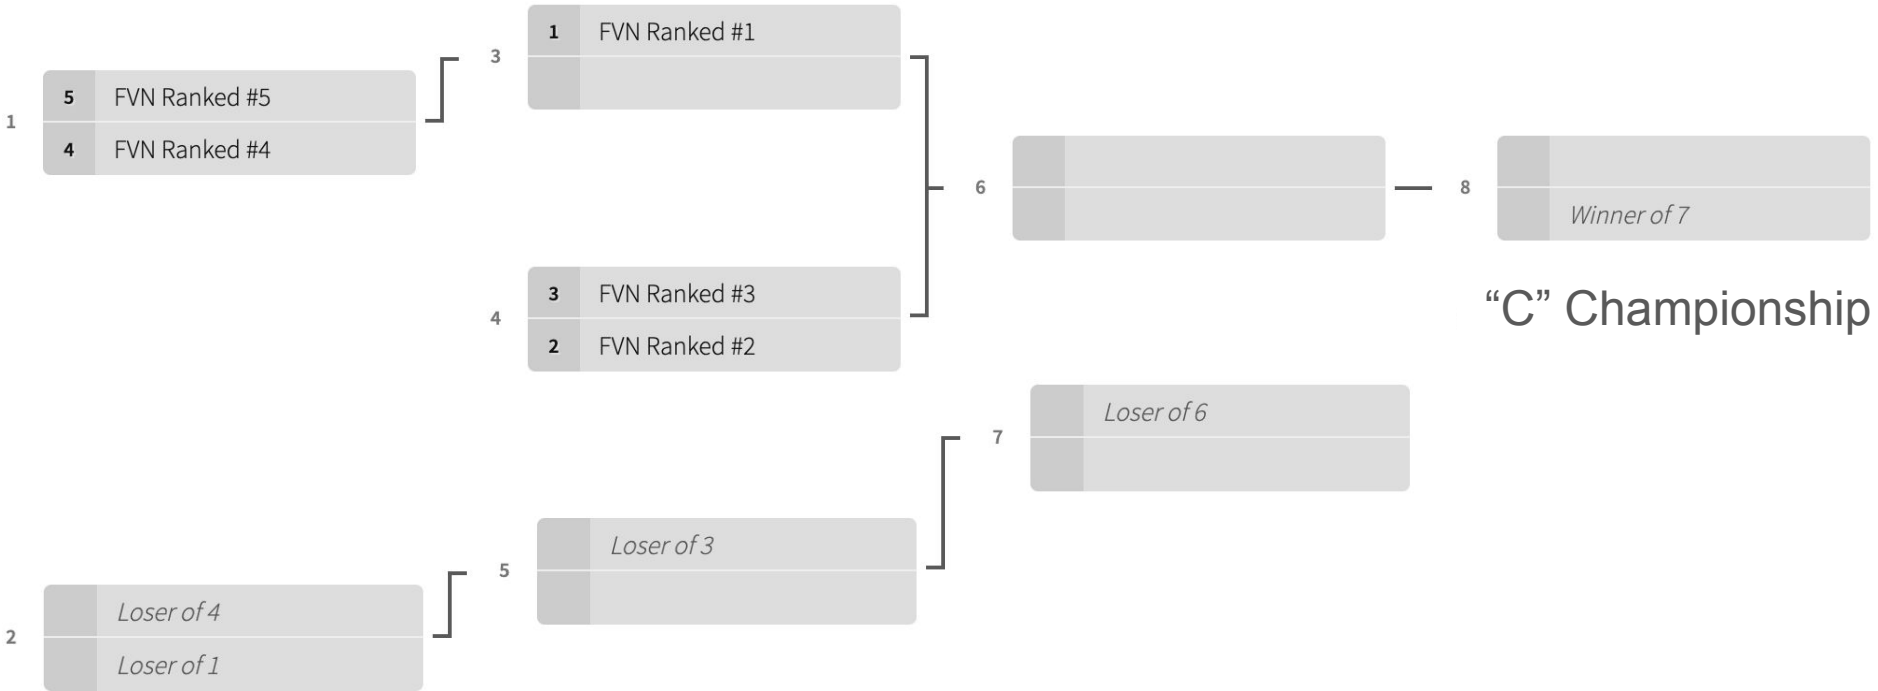 1
5 FVN Ranked #5
4 FVN Ranked #4
3
1 FVN Ranked #1
4
3 FVN Ranked #3
2 FVN Ranked #2
6
8
Winner of 7
“C” Championship
7
Loser of 6
5
Loser of 3
2
Loser of 4
Loser of 1